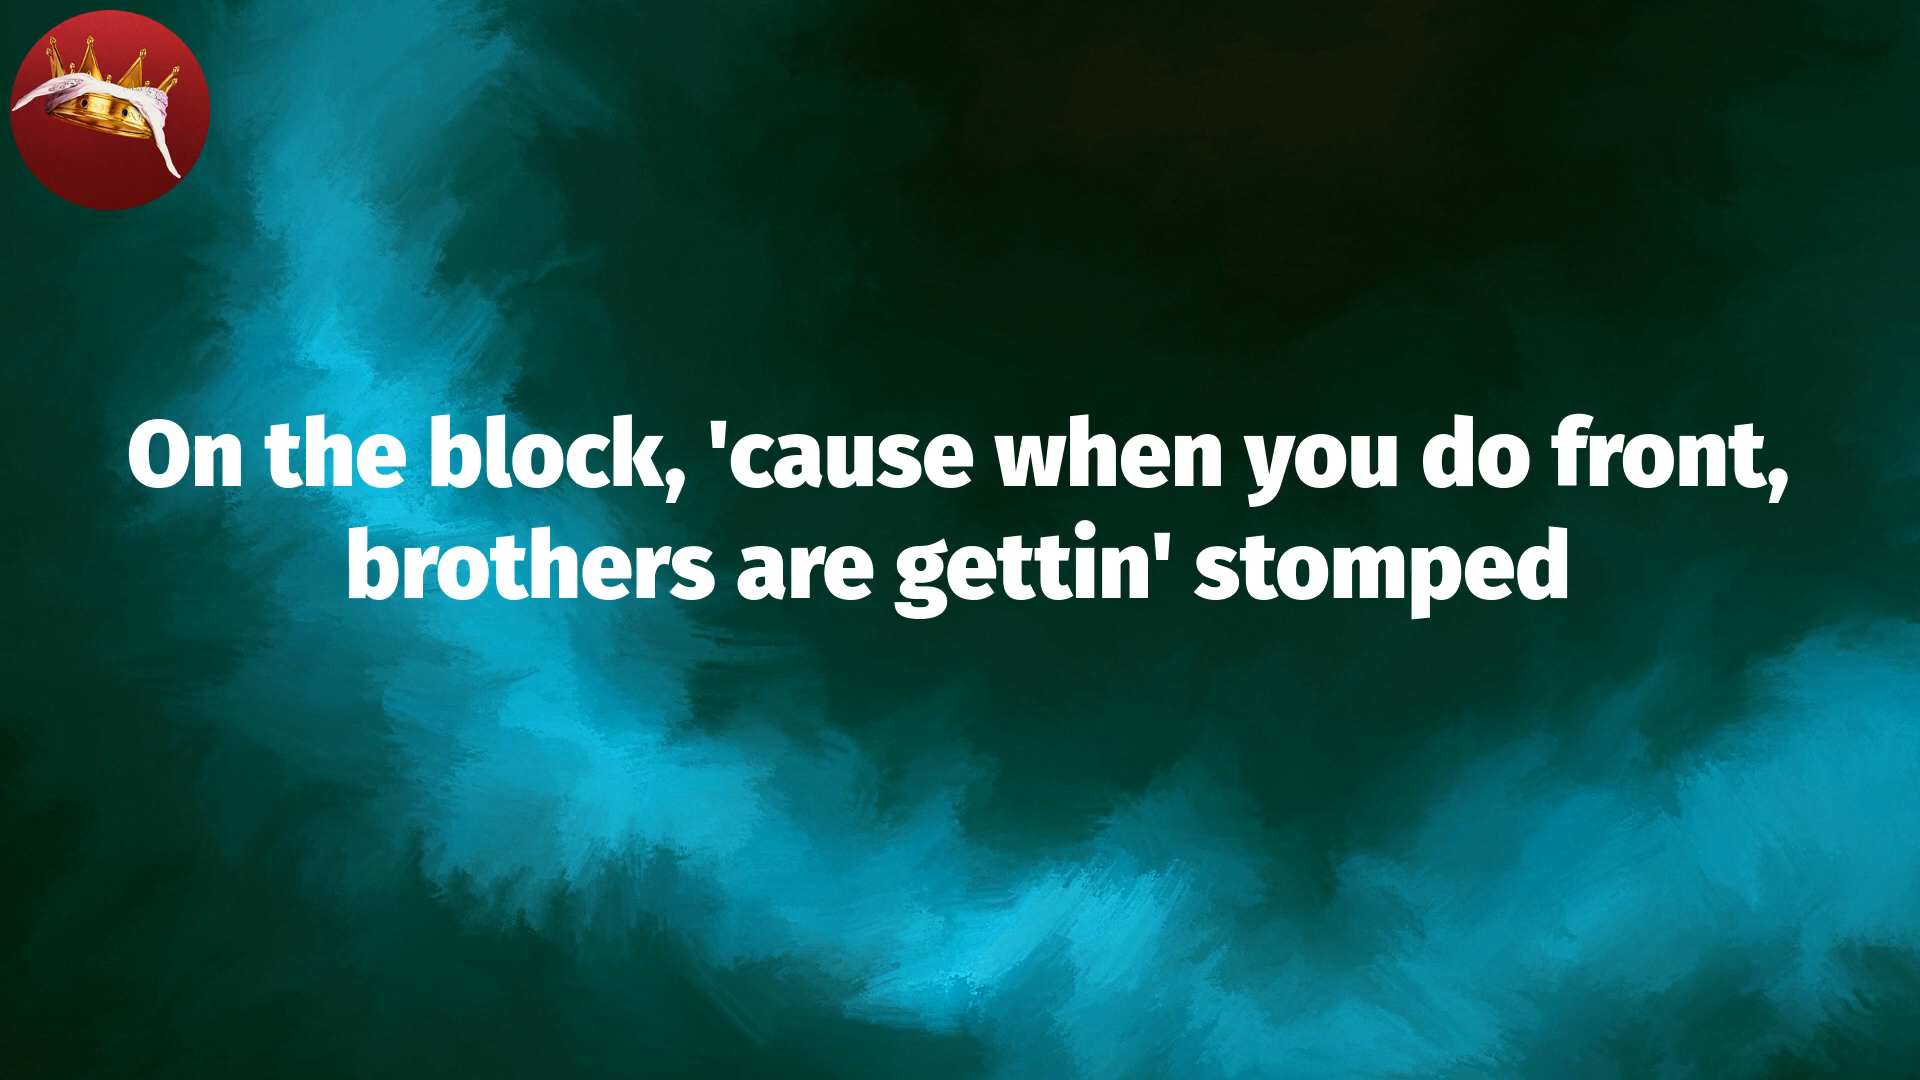 On the block, 'cause when you do front,
brothers are gettin' stomped